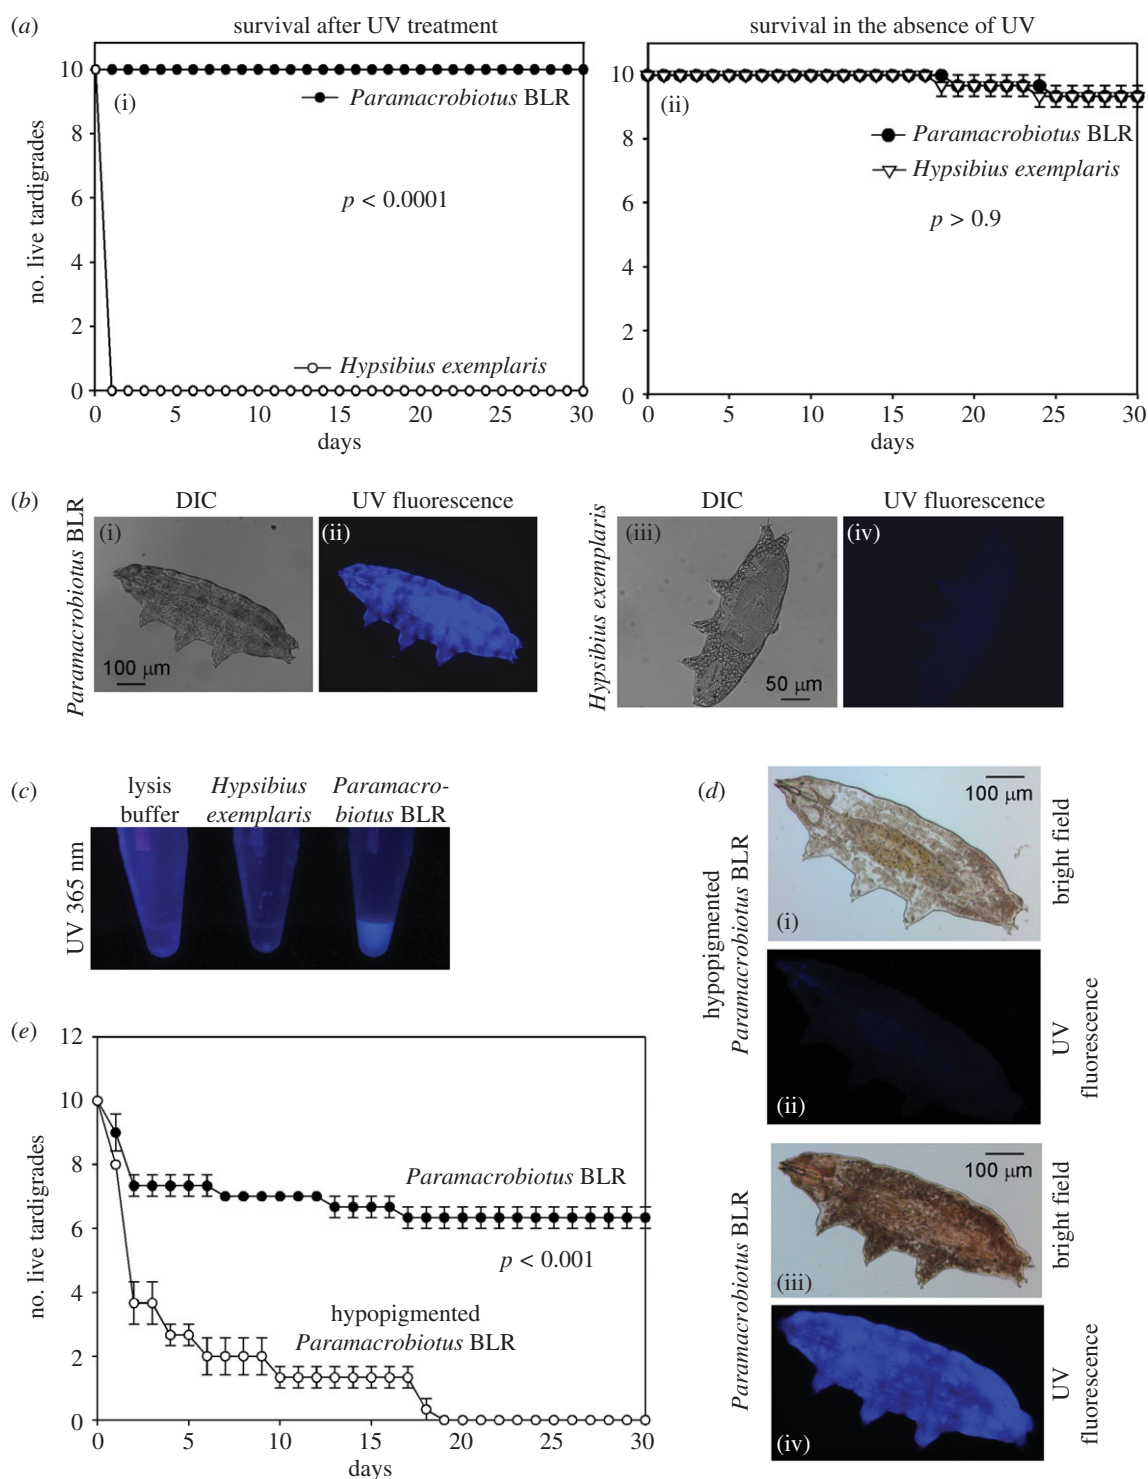 (a)
survival after UV treatment
survival in the absence of UV
no. live tardigrades
10
8
6
4
2
0
(i)
Paramacrobiotus BLR
p < 0.0001
Hypsibius exemplaris
0 5 10 15 20 25 30
days
10
8
6
4
2
0
(ii)
Paramacrobiotus BLR
Hypsibius exemplaris
p > 0.9
0 5 10 15 20 25 30
days
(b)
Paramacrobiotus BLR
DIC
UV fluorescence
(i)
100 μm
(ii)
Hypsibius exemplaris
DIC
UV fluorescence
(iii)
50 μm
(iv)
(c)
lysis
buffer
Hypsibius
exemplaris
Paramacro-
biotus BLR
UV 365 nm
(d)
hypopigmented
Paramacrobiotus BLR
100 μm
(i)
bright field
(ii)
UV
fluorescence
Paramacrobiotus BLR
100 μm
(iii)
bright field
(iv)
UV
fluorescence
(e)
no. live tardigrades
12
10
8
6
4
2
0
Paramacrobiotus BLR
p < 0.001
hypopigmented
Paramacrobiotus BLR
0 5 10 15 20 25 30
days